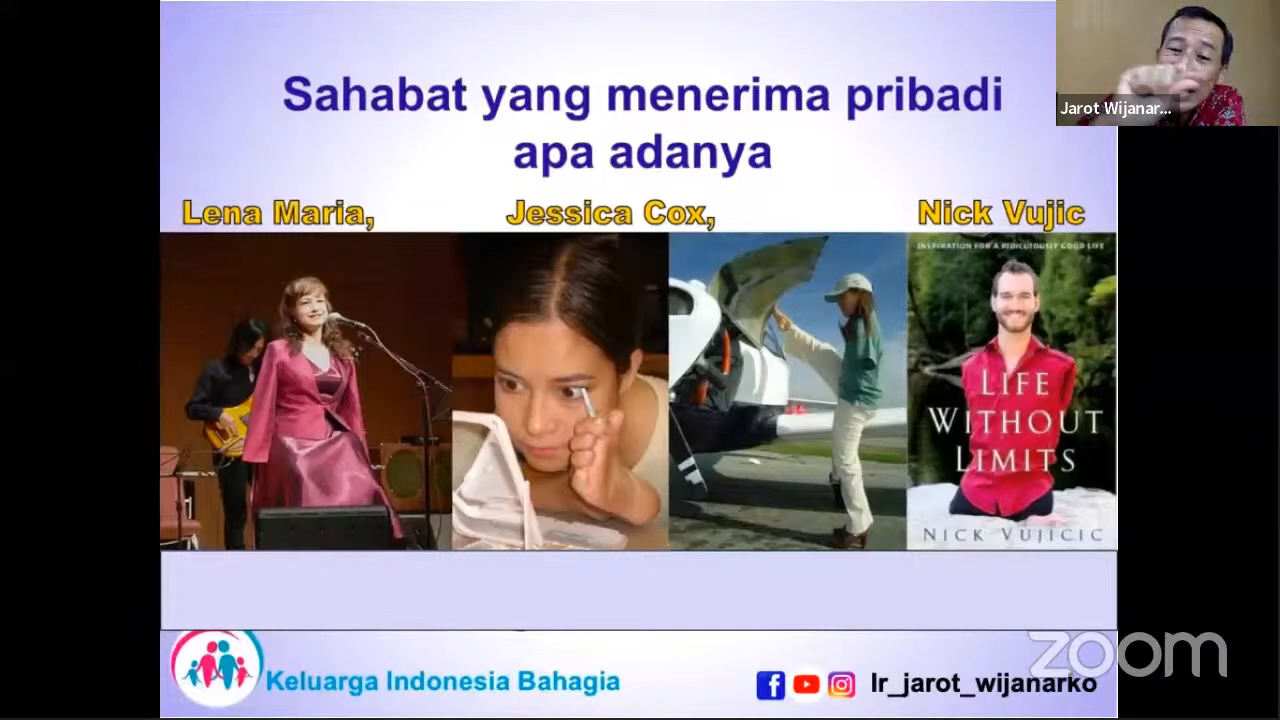 Sahabat yang menerima pribadi
apa adanya
Jarot Wijanar...
Lena Maria,
Jessica Cox,
Nick Vujic
INSPIRATION FOR A RIDICULOUSLY GOOD LIFE
LIFE
WITHOUT
LIMITS
NICK VUJICIC
Keluarga Indonesia Bahagia
Ir_jarot_wijanarko
zoom